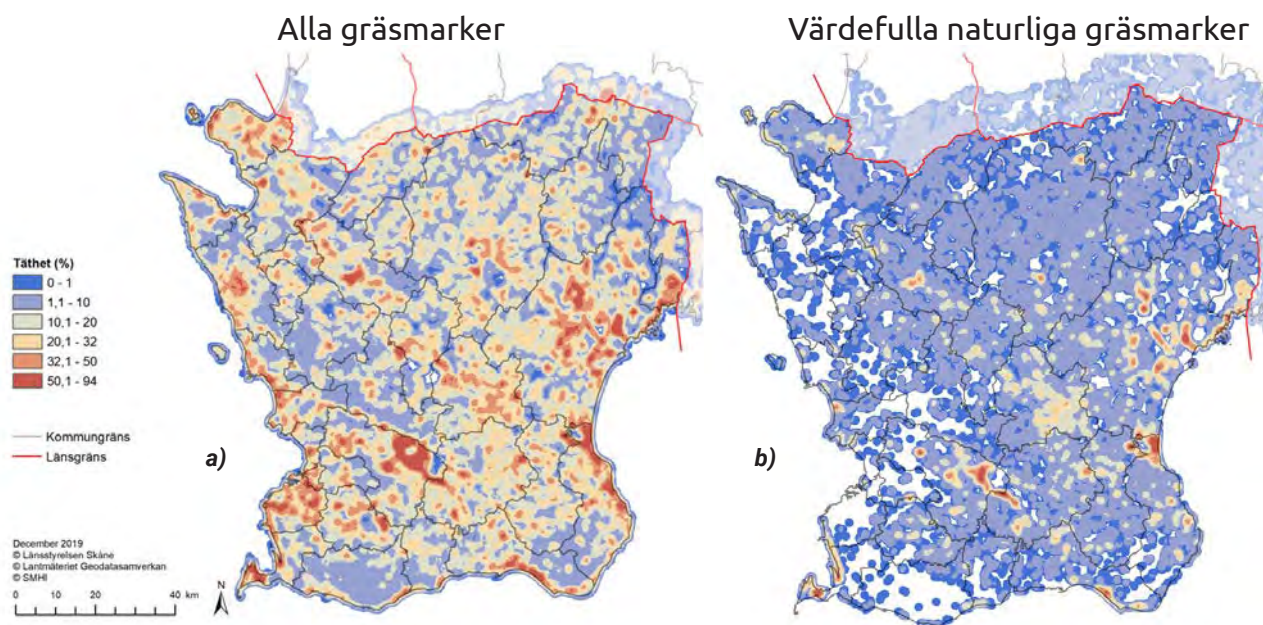 Alla gräsmarker
Värdefulla naturliga gräsmarker
Täthet (%)
0 - 1
1,1 - 10
10,1 - 20
20,1 - 32
32,1 - 50
50,1 - 94
Kommungräns
Länsgräns
a)
b)
December 2019
© Länsstyrelsen Skåne
© Lantmäteriet Geodatasamverkan
© SMHI
0 10 20 40 km
N